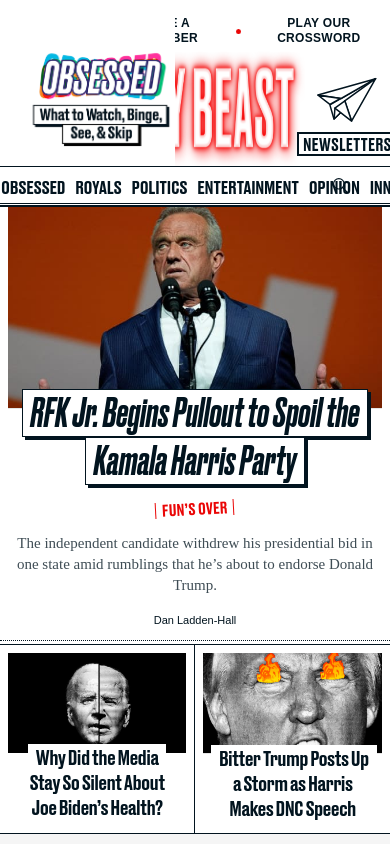 PLAY OUR
CROSSWORD
OBSESSED
What to Watch, Binge,
See, & Skip
BEAST
NEWSLETTERS
OBSESSED ROYALS POLITICS ENTERTAINMENT OPINION INN
RFK Jr. Begins Pullout to Spoil the
Kamala Harris Party
FUN'S OVER
The independent candidate withdrew his presidential bid in
one state amid rumblings that he’s about to endorse Donald
Trump.
Dan Ladden-Hall
Why Did the Media
Stay So Silent About
Joe Biden’s Health?
Bitter Trump Posts Up
a Storm as Harris
Makes DNC Speech